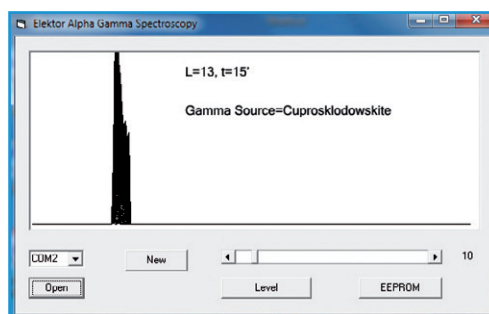 Elektor Alpha Gamma Spectroscopy
L=13, t=15'
Gamma Source=Cuprosklodowskite
COM2
New
10
Open
Level
EEPROM